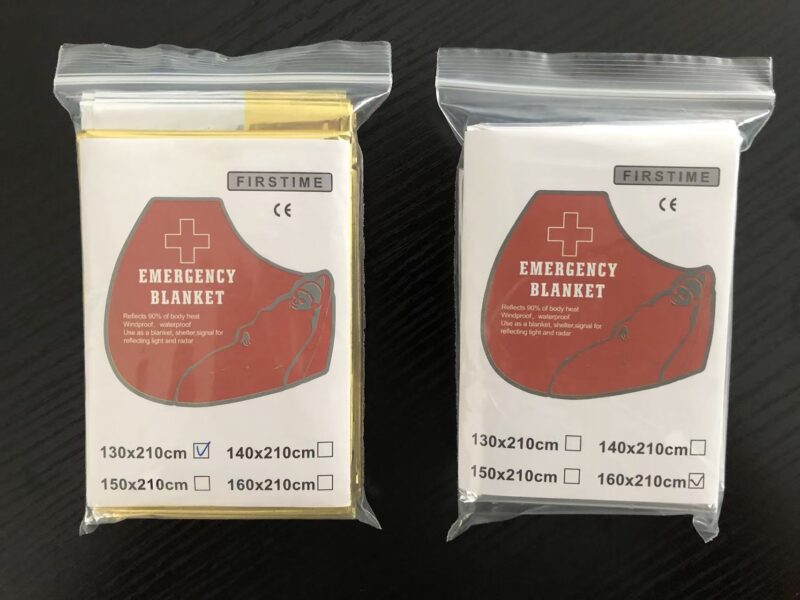 FIRSTIME
CE
EMERGENCY
BLANKET
Reflects 90% of body heat
Windproof、waterproof
Use as a blanket, shelter,signal for
reflecting light and radar
130x210cm ☑ 140x210cm ☐
150x210cm ☐ 160x210cm ☐
FIRSTIME
CE
EMERGENCY
BLANKET
Reflects 90% of body heat
Windproof、waterproof
Use as a blanket, shelter,signal for
reflecting light and radar
130x210cm ☐ 140x210cm ☐
150x210cm ☐ 160x210cm ☑